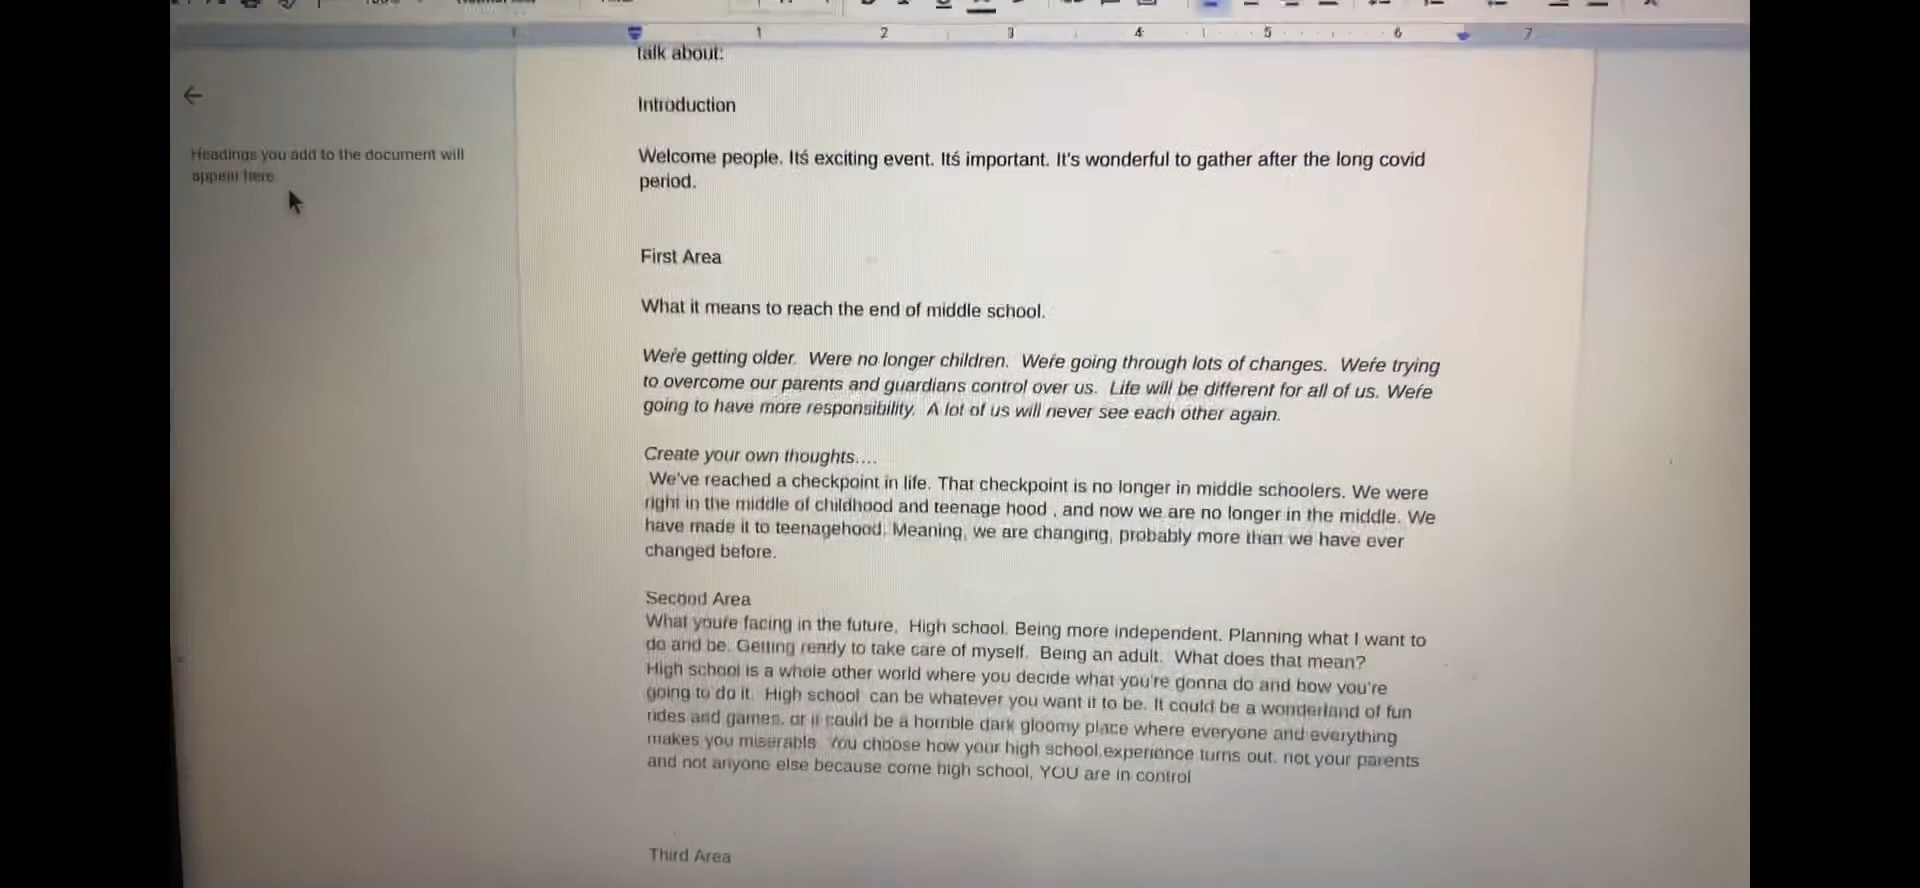 1 2 3 4 5 6 7
talk about:
Introduction
Headings you add to the document will
appear here
Welcome people. Itś exciting event. Itś important. It's wonderful to gather after the long covid
period.
First Area
What it means to reach the end of middle school.
Weŕe getting older. Were no longer children. Weŕe going through lots of changes. Weŕe trying
to overcome our parents and guardians control over us. Life will be different for all of us. Weŕe
going to have more responsibility. A lot of us will never see each other again.
Create your own thoughts....
We've reached a checkpoint in life. That checkpoint is no longer in middle schoolers. We were
right in the middle of childhood and teenage hood , and now we are no longer in the middle. We
have made it to teenagehood. Meaning, we are changing, probably more than we have ever
changed before.
Second Area
What youŕe facing in the future. High school. Being more independent. Planning what I want to
do and be. Getting ready to take care of myself. Being an adult. What does that mean?
High school is a whole other world where you decide what you're gonna do and how you're
going to do it. High school can be whatever you want it to be. It could be a wonderland of fun
rides and games, or it could be a horrible dark gloomy place where everyone and everything
makes you miserable. You choose how your high school experience turns out, not your parents
and not anyone else because come high school, YOU are in control
Third Area